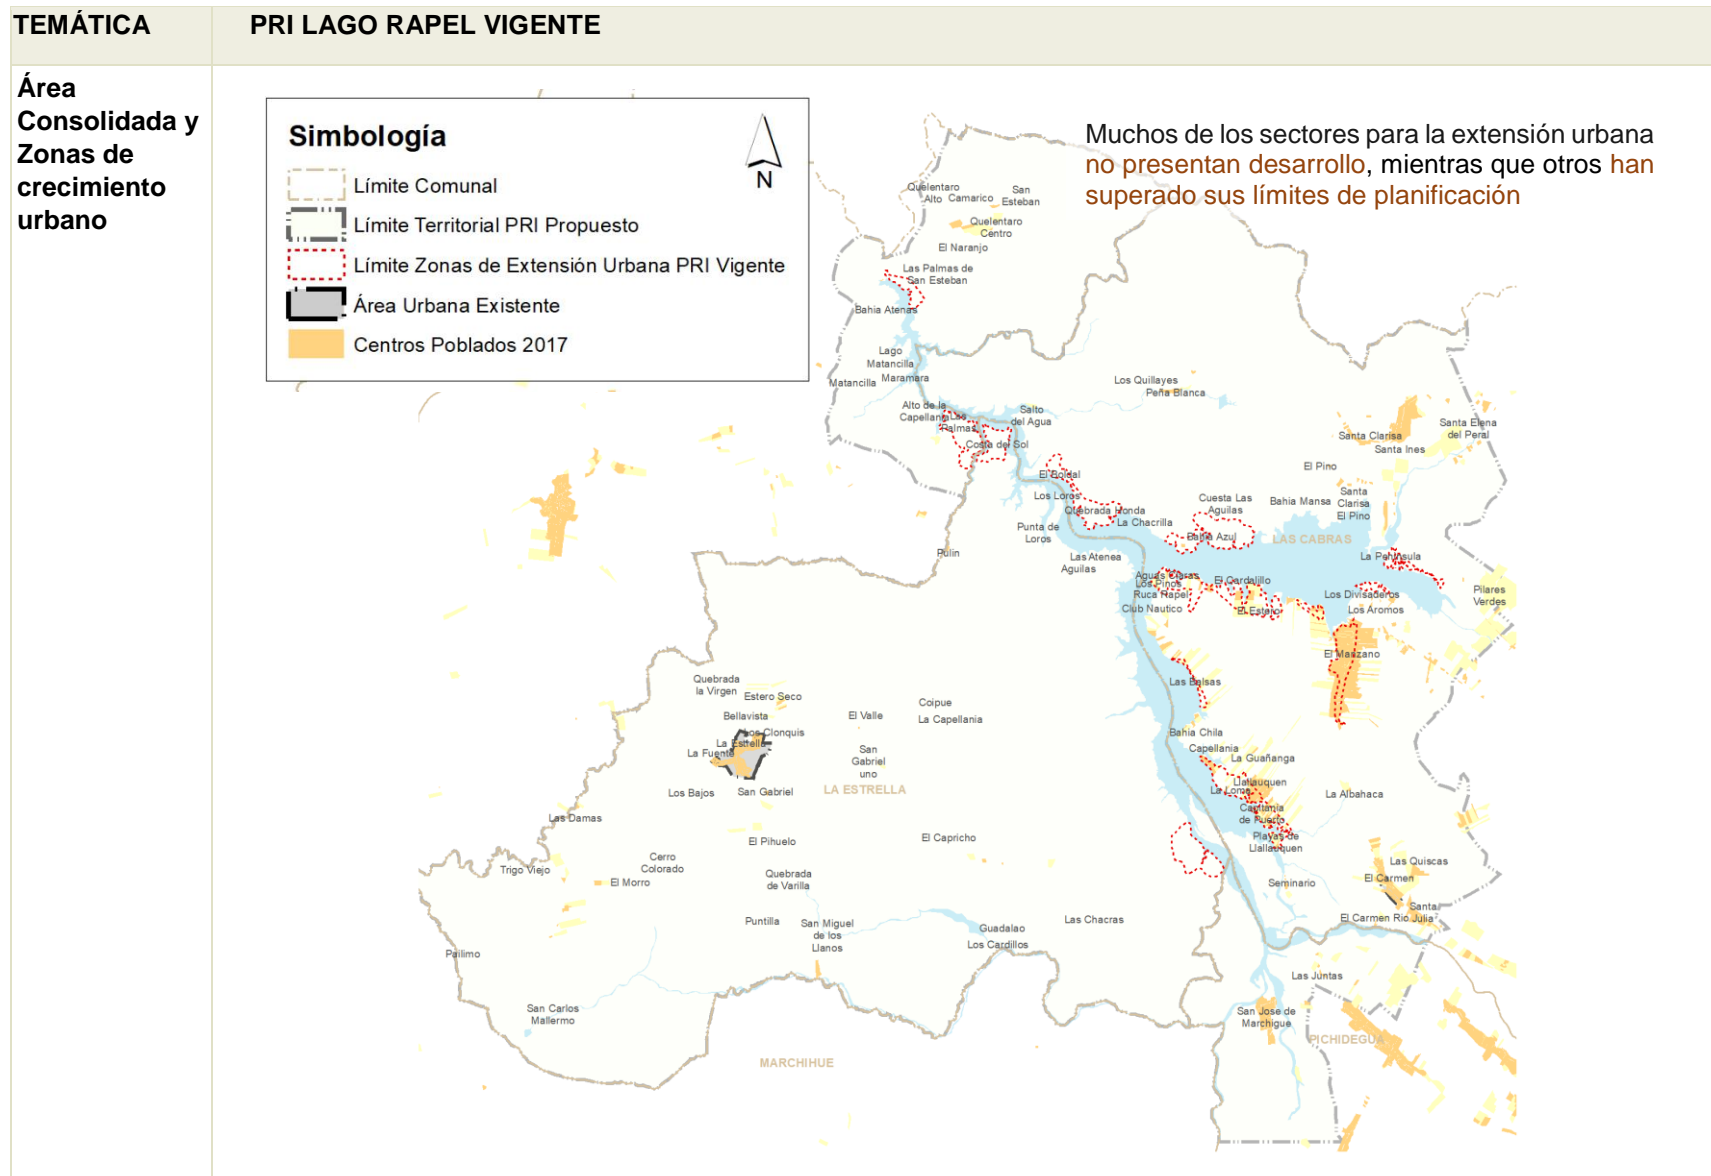 TEMÁTICA
PRI LAGO RAPEL VIGENTE
Área
Consolidada y
Zonas de
crecimiento
urbano
Simbología
N
Límite Comunal
Límite Territorial PRI Propuesto
Límite Zonas de Extensión Urbana PRI Vigente
Área Urbana Existente
Centros Poblados 2017
Muchos de los sectores para la extensión urbana
no presentan desarrollo, mientras que otros han
superado sus límites de planificación
Quelentaro
Alto
Camarico
San
Esteban
Quelentaro
Centro
El Naranjo
Las Palmas de
San Esteban
Bahia Atenas
Lago
Matancilla
Maramara
Matancilla
Alto de la
Capellania
Las
Palmas
Costa del Sol
Salto
del Agua
Los Quillayes
Peña Blanca
Santa Elena
del Peral
Santa Clarisa
Santa Ines
El Pino
El Boldal
Los Loros
Quebrada Honda
La Chacrilla
Punta de
Loros
Cuesta Las
Aguilas
Bahia Mansa
Santa
Clarisa
El Pino
Bahia Azul
LAS CABRAS
La Peninsula
Pulin
Las Atenea
Aguilas
Aguas Claras
Los Pinos
Ruca Rapel
Club Nautico
El Cardalillo
El Estero
Los Divisaderos
Los Aromos
Pilares
Verdes
El Manzano
Las Balsas
Quebrada
la Virgen
Estero Seco
Bellavista
Los Clonquis
La Estrella
La Fuente
El Valle
Coipue
La Capellania
San
Gabriel
uno
Los Bajos
San Gabriel
LA ESTRELLA
Bahia Chila
Capellania
La Guañanga
Llallauquen
La Loma
La Albahaca
Capitania
de Puerto
Playas de
Llallauquen
Las Damas
El Pihuelo
El Capricho
Cerro
Colorado
Trigo Viejo
El Morro
Quebrada
de Varilla
Las Quiscas
El Carmen
Seminario
Santa
Julia
El Carmen Rio
Puntilla
San Miguel
de los
Llanos
Guadalao
Las Chacras
Los Cardillos
Pailimo
Las Juntas
San Carlos
Mallermo
San Jose de
Marchigue
PICHIDEGUA
MARCHIHUE